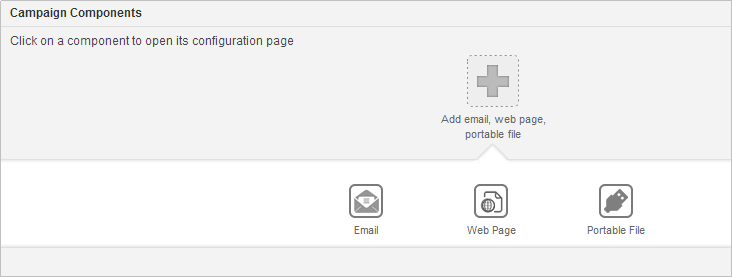 Campaign Components
Click on a component to open its configuration page
Add email, web page,
portable file
Email
Web Page
Portable File